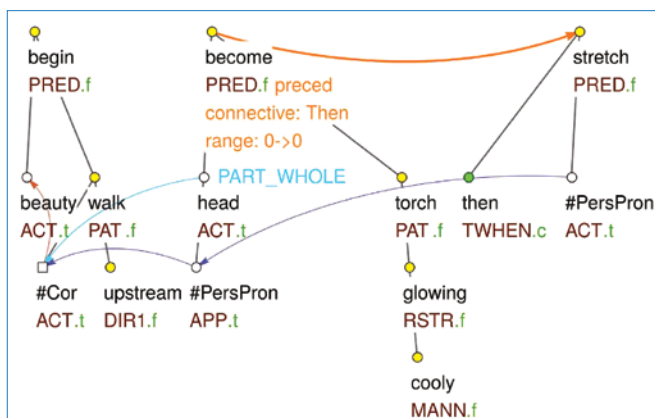 begin become stretch
PRED.f PRED.f preced PRED.f
connective: Then
range: 0->0
PART_WHOLE
beauty walk head torch then #PersPron
ACT.t PAT.f ACT.t PAT.f TWHEN.c ACT.t
#Cor upstream #PersPron glowing
ACT.t DIR1.f APP.t RSTR.f
cooly
MANN.f